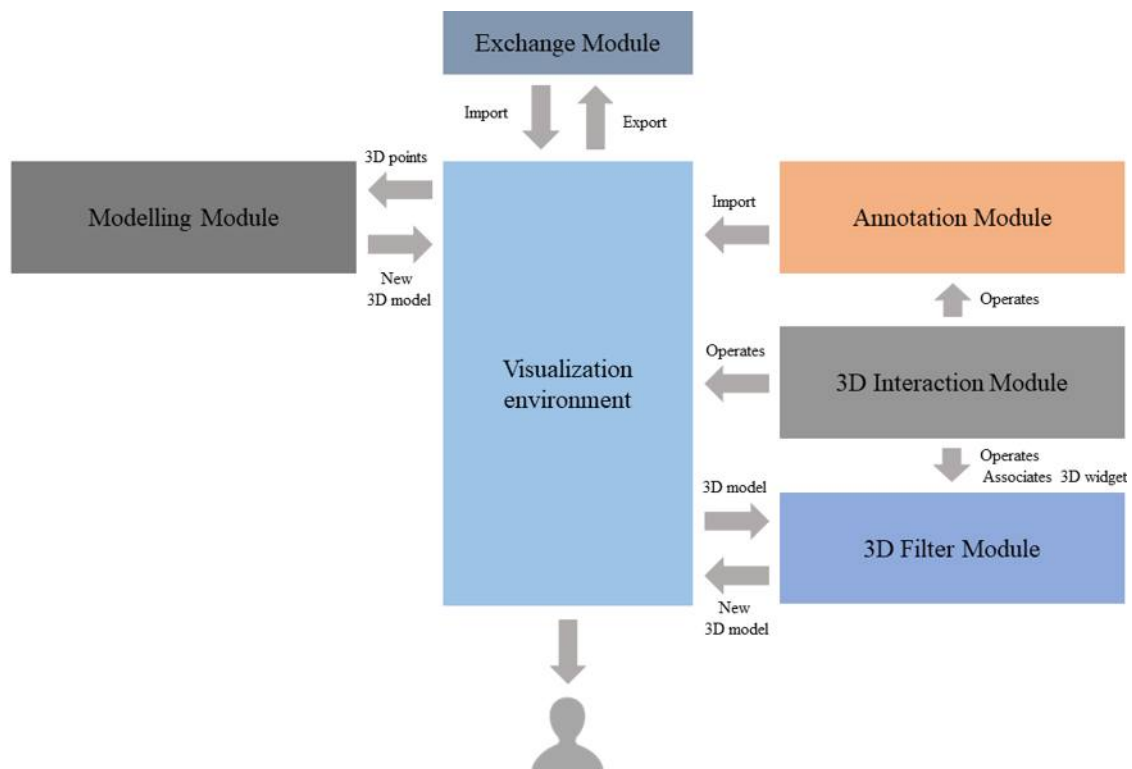 Exchange Module
Import
Export
3D points
Modelling Module
New
3D model
Visualization
environment
Import
Annotation Module
Operates
Operates
3D Interaction Module
Operates
Associates 3D widget
3D model
3D Filter Module
New
3D model